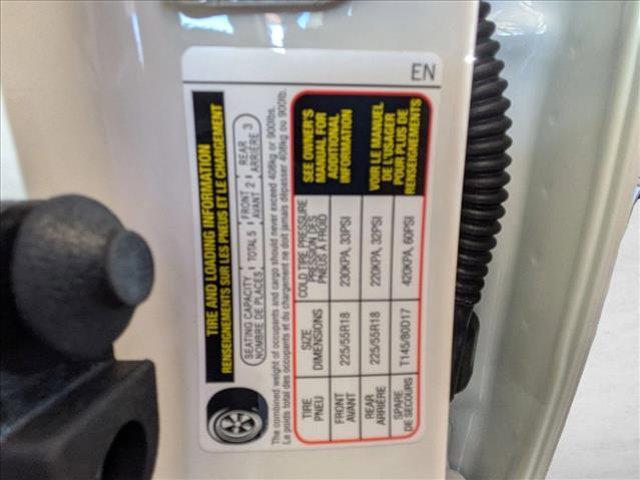 EN
TIRE AND LOADING INFORMATION
RENSEIGNEMENTS SUR LES PNEUS ET LE CHARGEMENT
SEATING CAPACITY TOTAL 5 FRONT 2 REAR 3
NOMBRE DE PLACES AVANT ARRIÈRE
The combined weight of occupants and cargo should never exceed 408kg or 900lbs.
Le poids total des occupants et du chargement ne doit jamais dépasser 408kg ou 900lb.
TIRE SIZE COLD TIRE PRESSURE
PNEU DIMENSIONS PRESSION DES PNEUS À FROID
FRONT AVANT 225/55R18 230KPA, 33PSI
REAR ARRIÈRE 225/55R18 220KPA, 32PSI
SPARE DE SECOURS T145/80D17 420KPA, 60PSI
SEE OWNER'S
MANUAL FOR
ADDITIONAL
INFORMATION
VOIR LE MANUEL
DE L'USAGER
POUR PLUS DE
RENSEIGNEMENTS